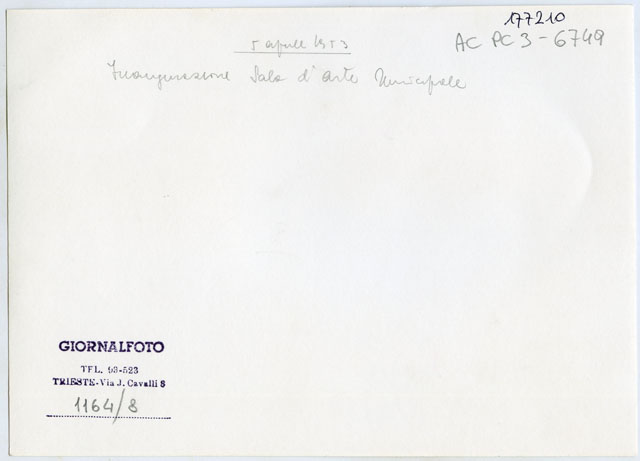 177210
AC PC 3-6749
5 aprile 1953
Inaugurazione Sala d'arte Municipale
GIORNALFOTO
TEL. 93-523
TRIESTE-Via J. Cavalli 8
1164/8